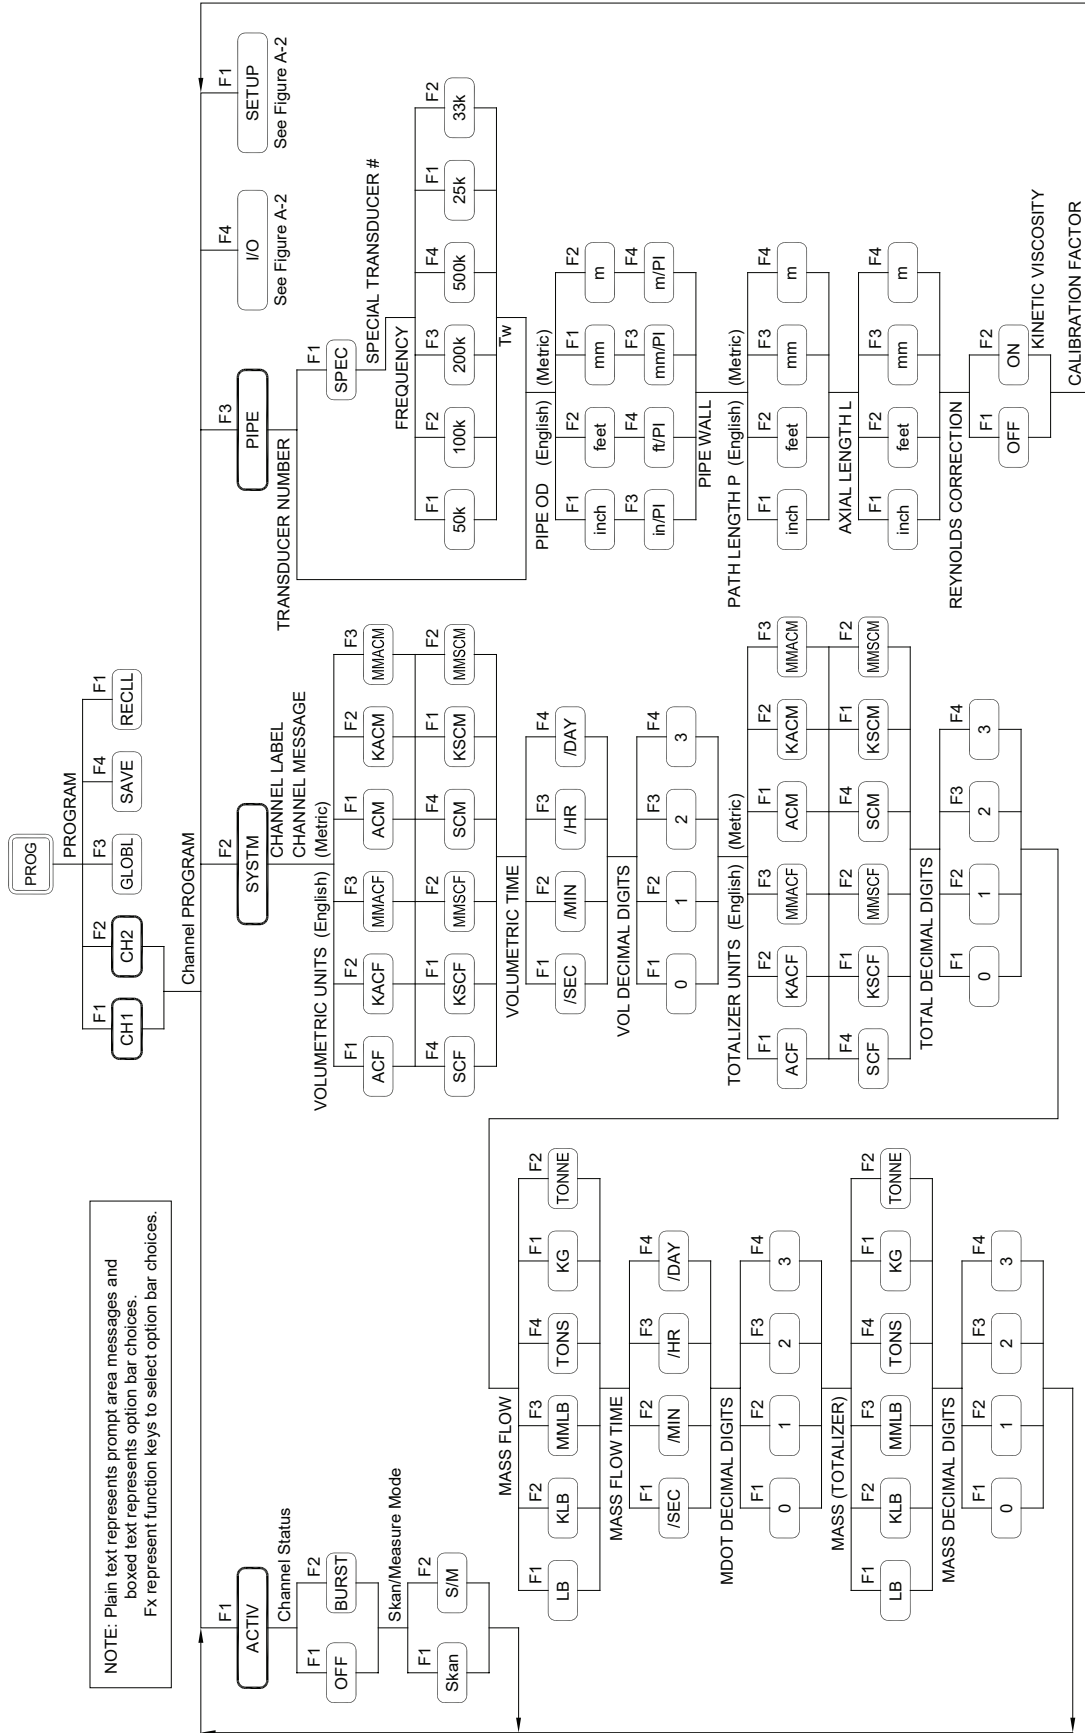 PROG
PROGRAM
F1 F2 F3 F4 F1
CH1 CH2 GLOBL SAVE RECLL
NOTE: Plain text represents prompt area messages and
boxed text represents option bar choices.
Fx represent function keys to select option bar choices.
Channel PROGRAM
F1 F2 F3 F4 F1
ACTIV SYSTM PIPE I/O SETUP
See Figure A-2 See Figure A-2
Channel Status
F1 F2
OFF BURST
Skan/Measure Mode
F1 F2
Skan S/M
CHANNEL LABEL
CHANNEL MESSAGE
VOLUMETRIC UNITS (English) (Metric)
F1 F2 F3 F1 F2 F3
ACF KACF MMACF ACM KACM MMACM
F4 F1 F2 F4 F1 F2
SCF KSCF MMSCF SCM KSCM MMSCM
VOLUMETRIC TIME
F1 F2 F3 F4
/SEC /MIN /HR /DAY
VOL DECIMAL DIGITS
F1 F2 F3 F4
0 1 2 3
TOTALIZER UNITS (English) (Metric)
F1 F2 F3 F1 F2 F3
ACF KACF MMACF ACM KACM MMACM
F4 F1 F2 F4 F1 F2
SCF KSCF MMSCF SCM KSCM MMSCM
TOTAL DECIMAL DIGITS
F1 F2 F3 F4
0 1 2 3
MASS FLOW
F1 F2 F3 F4 F1 F2
LB KLB MMLB TONS KG TONNE
MASS FLOW TIME
F1 F2 F3 F4
/SEC /MIN /HR /DAY
MDOT DECIMAL DIGITS
F1 F2 F3 F4
0 1 2 3
MASS (TOTALIZER)
F1 F2 F3 F4 F1 F2
LB KLB MMLB TONS KG TONNE
MASS DECIMAL DIGITS
F1 F2 F3 F4
0 1 2 3
TRANSDUCER NUMBER
F1
SPEC
SPECIAL TRANSDUCER #
FREQUENCY
F1 F2 F3 F4 F1 F2
50k 100k 200k 500k 25k 33k
Tw
PIPE OD (English) (Metric)
F1 F2 F1 F2
inch feet mm m
F3 F4 F3 F4
in/PI ft/PI mm/PI m/PI
PIPE WALL
PATH LENGTH P (English) (Metric)
F1 F2 F3 F4
inch feet mm m
AXIAL LENGTH L
F1 F2 F3 F4
inch feet mm m
REYNOLDS CORRECTION
F1 F2
OFF ON
KINETIC VISCOSITY
CALIBRATION FACTOR